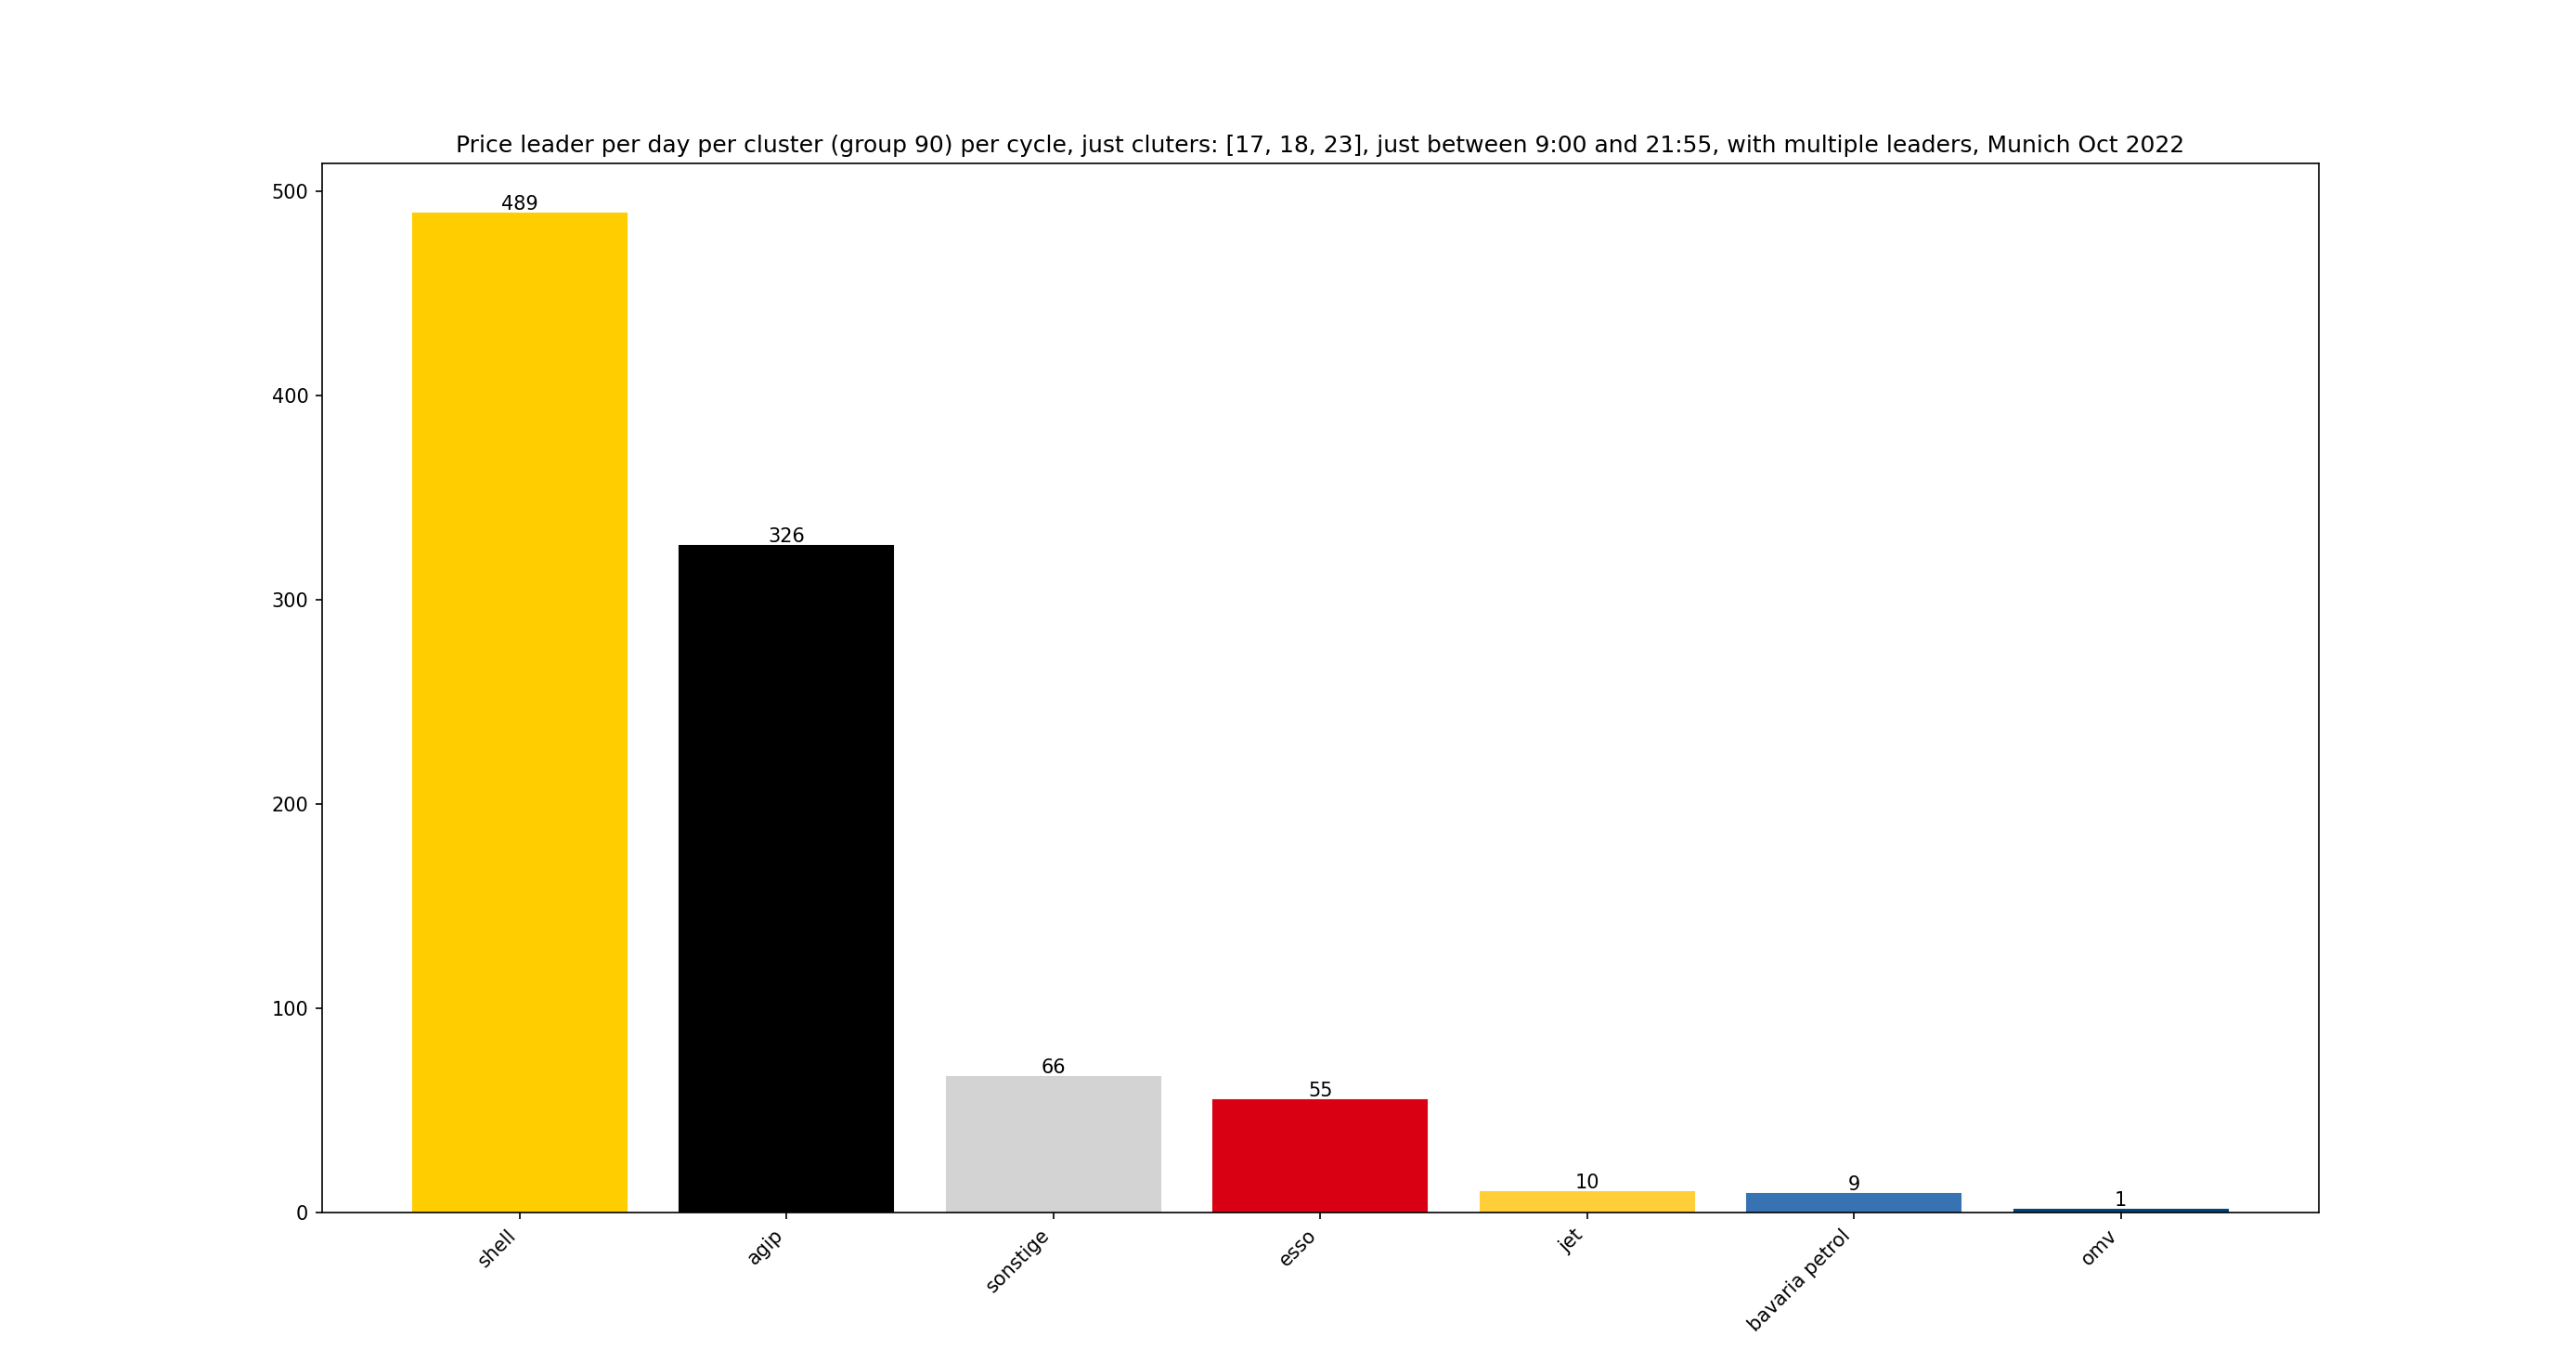 Price leader per day per cluster (group 90) per cycle, just cluters: [17, 18, 23], just between 9:00 and 21:55, with multiple leaders, Munich Oct 2022
500
400
300
200
100
0
489
326
66
55
10
9
1
shell
agip
sonstige
esso
jet
bavaria petrol
omv